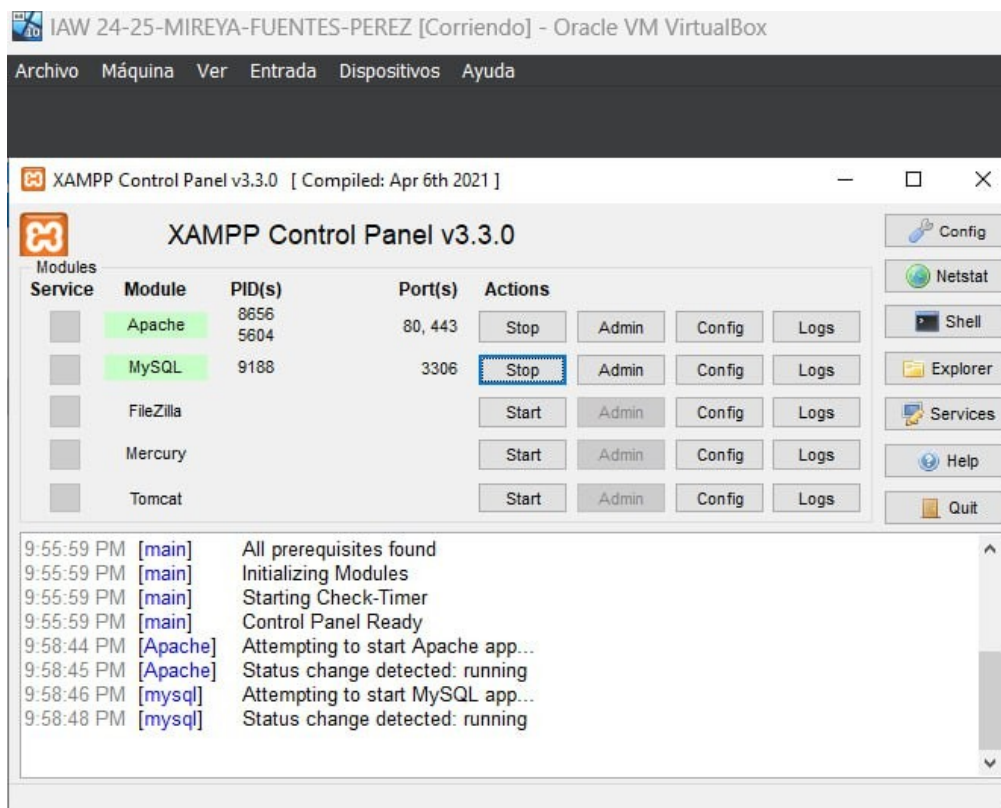 IAW 24-25-MIREYA-FUENTES-PEREZ [Corriendo] - Oracle VM VirtualBox
Archivo Máquina Ver Entrada Dispositivos Ayuda
XAMPP Control Panel v3.3.0 [ Compiled: Apr 6th 2021 ]
XAMPP Control Panel v3.3.0
Config
Modules
Service Module PID(s) Port(s) Actions
Netstat
Apache 8656 5604 80, 443 Stop Admin Config Logs
Shell
MySQL 9188 3306 Stop Admin Config Logs
Explorer
FileZilla Start Admin Config Logs
Services
Mercury Start Admin Config Logs
Help
Tomcat Start Admin Config Logs
Quit
9:55:59 PM [main] All prerequisites found
9:55:59 PM [main] Initializing Modules
9:55:59 PM [main] Starting Check-Timer
9:55:59 PM [main] Control Panel Ready
9:58:44 PM [Apache] Attempting to start Apache app...
9:58:45 PM [Apache] Status change detected: running
9:58:46 PM [mysql] Attempting to start MySQL app...
9:58:48 PM [mysql] Status change detected: running